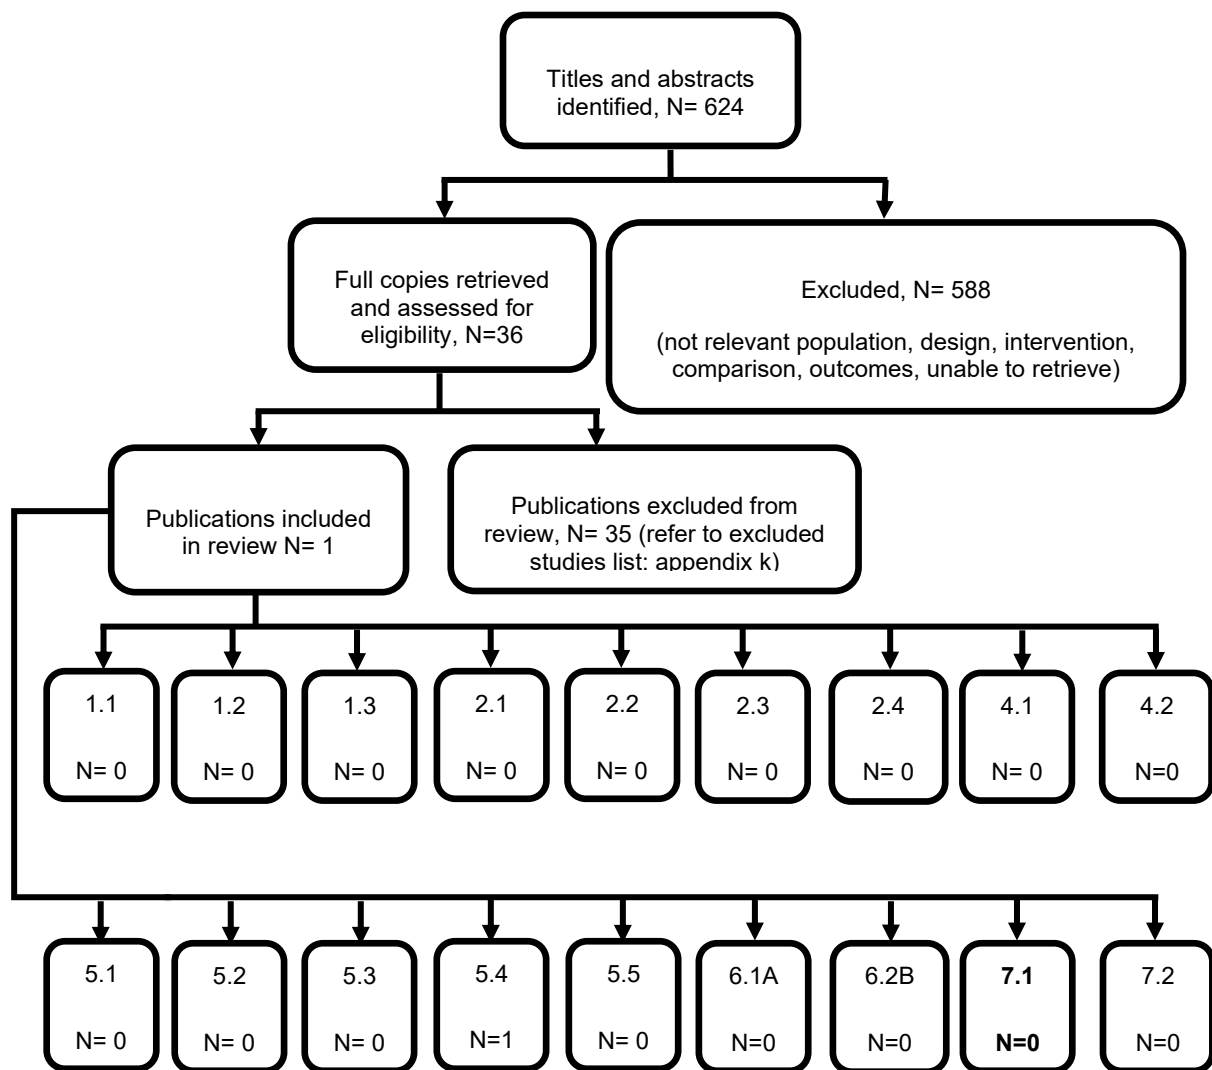 Titles and abstracts
identified, N= 624
Full copies retrieved
and assessed for
eligibility, N=36
Excluded, N= 588
(not relevant population, design, intervention,
comparison, outcomes, unable to retrieve)
Publications included
in review N= 1
Publications excluded from
review, N= 35 (refer to excluded
studies list: appendix k)
1.1
N= 0
1.2
N= 0
1.3
N= 0
2.1
N= 0
2.2
N= 0
2.3
N= 0
2.4
N= 0
4.1
N= 0
4.2
N=0
5.1
N= 0
5.2
N= 0
5.3
N= 0
5.4
N=1
5.5
N= 0
6.1A
N=0
6.2B
N=0
7.1
N=0
7.2
N=0